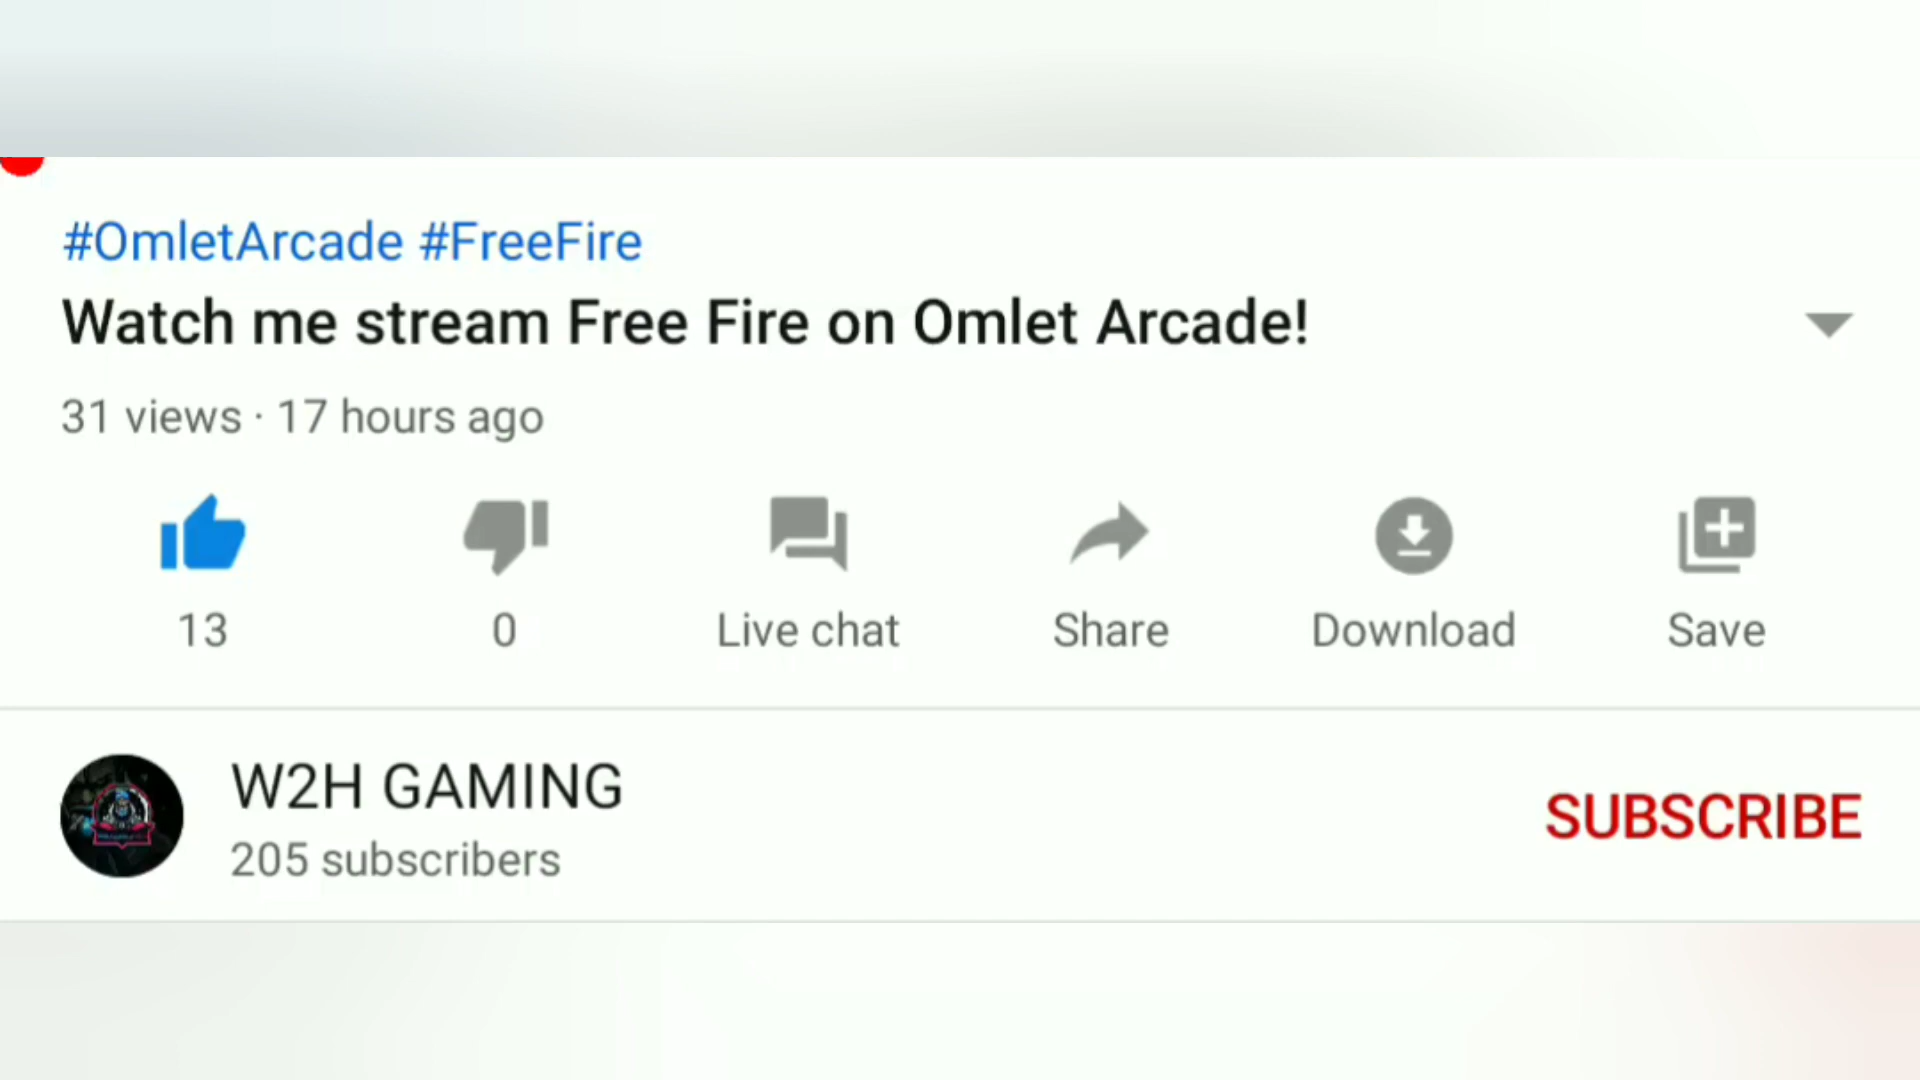 #OmletArcade #FreeFire
Watch me stream Free Fire on Omlet Arcade!
31 views · 17 hours ago
13
0
Live chat
Share
Download
Save
W2H GAMING
205 subscribers
SUBSCRIBE